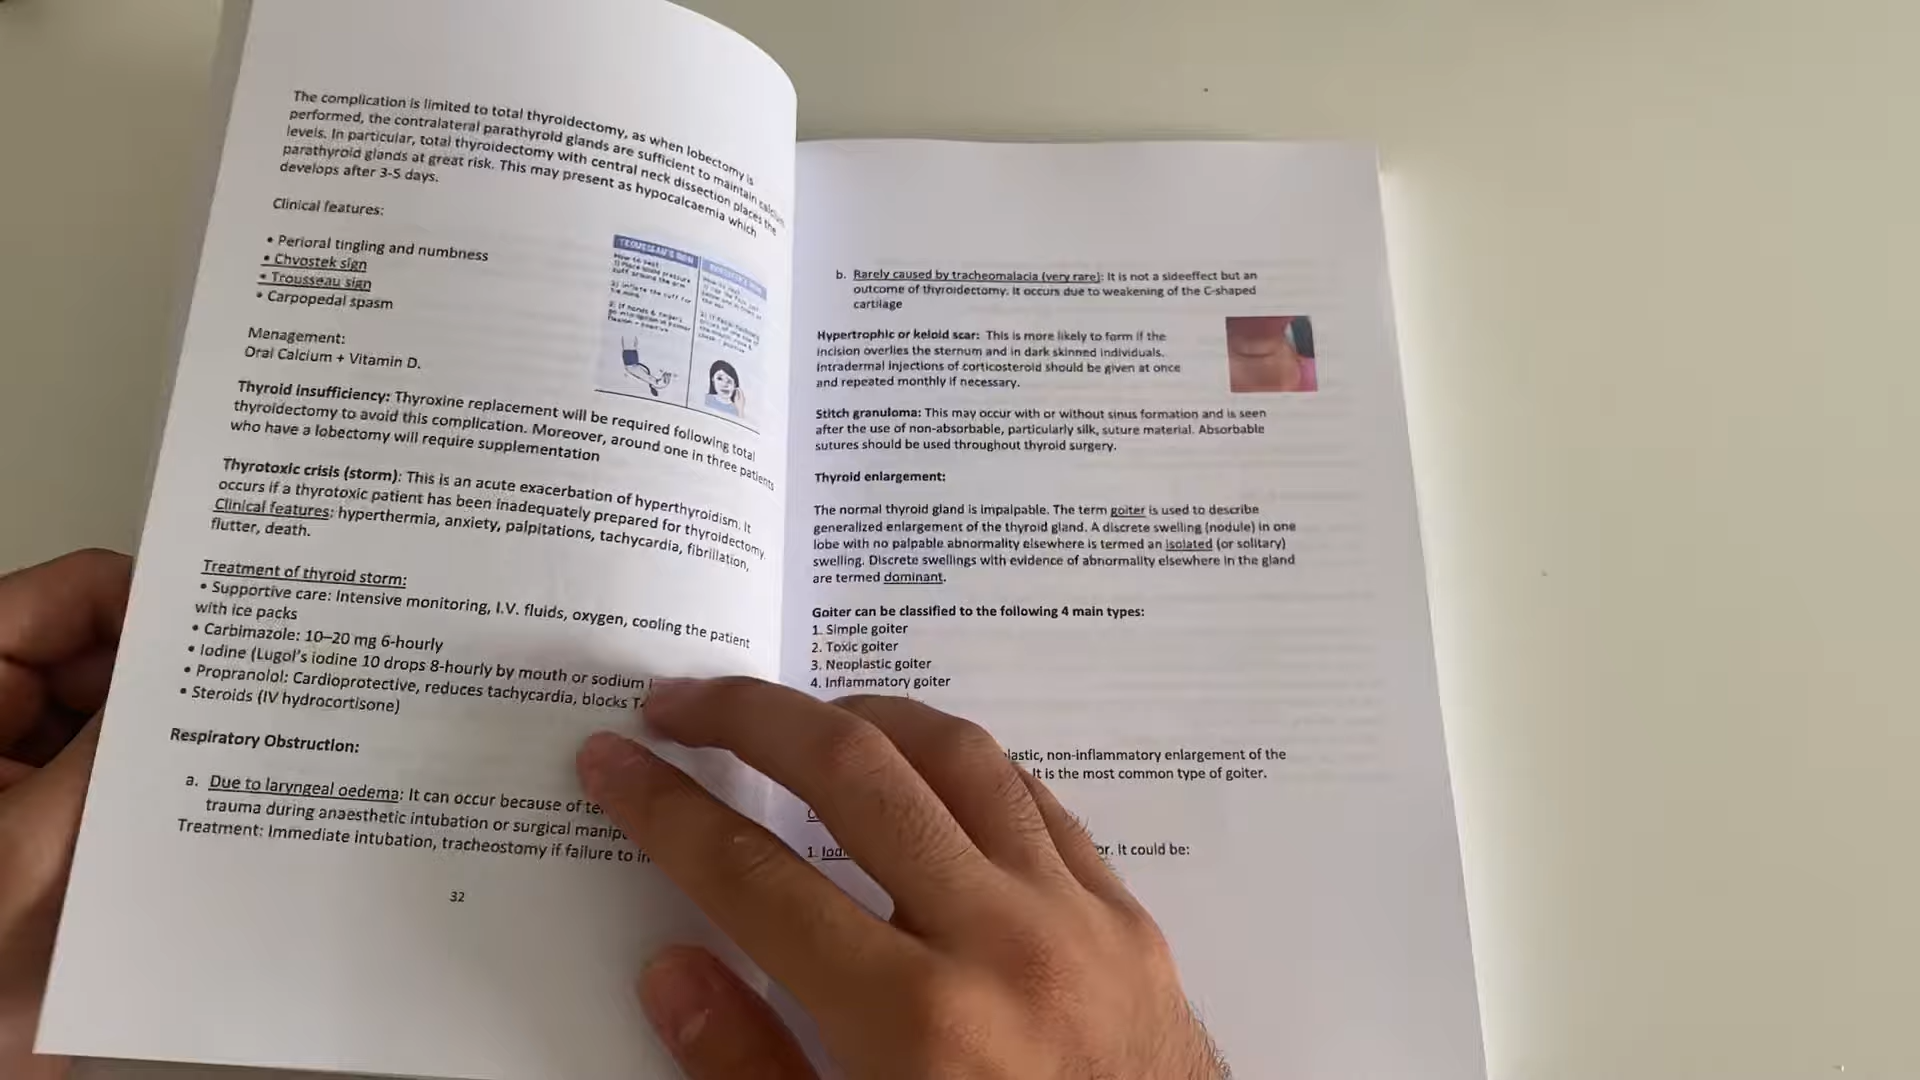 The complication is limited to total thyroidectomy, as when lobectomy is
performed, the contralateral parathyroid glands are sufficient to maintain calcium
levels. In particular, total thyroidectomy with central neck dissection places the
parathyroid glands at great risk. This may present as hypocalcaemia which
develops after 3-5 days.
Clinical features:
• Perioral tingling and numbness
• Chvostek sign
• Trousseau sign
• Carpopedal spasm
TROUSSEAU'S SIGN
How to test
Management:
Oral Calcium + Vitamin D.
Thyroid insufficiency: Thyroxine replacement will be required following total
thyroidectomy to avoid this complication. Moreover, around one in three patients
who have a lobectomy will require supplementation
Thyrotoxic crisis (storm): This is an acute exacerbation of hyperthyroidism. It
occurs if a thyrotoxic patient has been inadequately prepared for thyroidectomy.
Clinical features: hyperthermia, anxiety, palpitations, tachycardia, fibrillation,
flutter, death.
Treatment of thyroid storm:
• Supportive care: Intensive monitoring, I.V. fluids, oxygen, cooling the patient
with ice packs
• Carbimazole: 10–20 mg 6-hourly
• Iodine (Lugol's iodine 10 drops 8-hourly by mouth or sodium
• Propranolol: Cardioprotective, reduces tachycardia, blocks
• Steroids (IV hydrocortisone)
Respiratory Obstruction:
a. Due to laryngeal oedema: It can occur because of
trauma during anaesthetic intubation or surgical
Treatment: Immediate intubation, tracheostomy if failure to
32
b. Rarely caused by tracheomalacia (very rare): It is not a sideeffect but an
outcome of thyroidectomy. It occurs due to weakening of the C-shaped
cartilage
Hypertrophic or keloid scar: This is more likely to form if the
incision overlies the sternum and in dark skinned individuals.
Intradermal injections of corticosteroid should be given at once
and repeated monthly if necessary.
Stitch granuloma: This may occur with or without sinus formation and is seen
after the use of non-absorbable, particularly silk, suture material. Absorbable
sutures should be used throughout thyroid surgery.
Thyroid enlargement:
The normal thyroid gland is impalpable. The term goiter is used to describe
generalized enlargement of the thyroid gland. A discrete swelling (nodule) in one
lobe with no palpable abnormality elsewhere is termed an isolated (or solitary)
swelling. Discrete swellings with evidence of abnormality elsewhere in the gland
are termed dominant.
Goiter can be classified to the following 4 main types:
1. Simple goiter
2. Toxic goiter
3. Neoplastic goiter
4. Inflammatory goiter
non-inflammatory enlargement of the
It is the most common type of goiter.
1.
It could be: